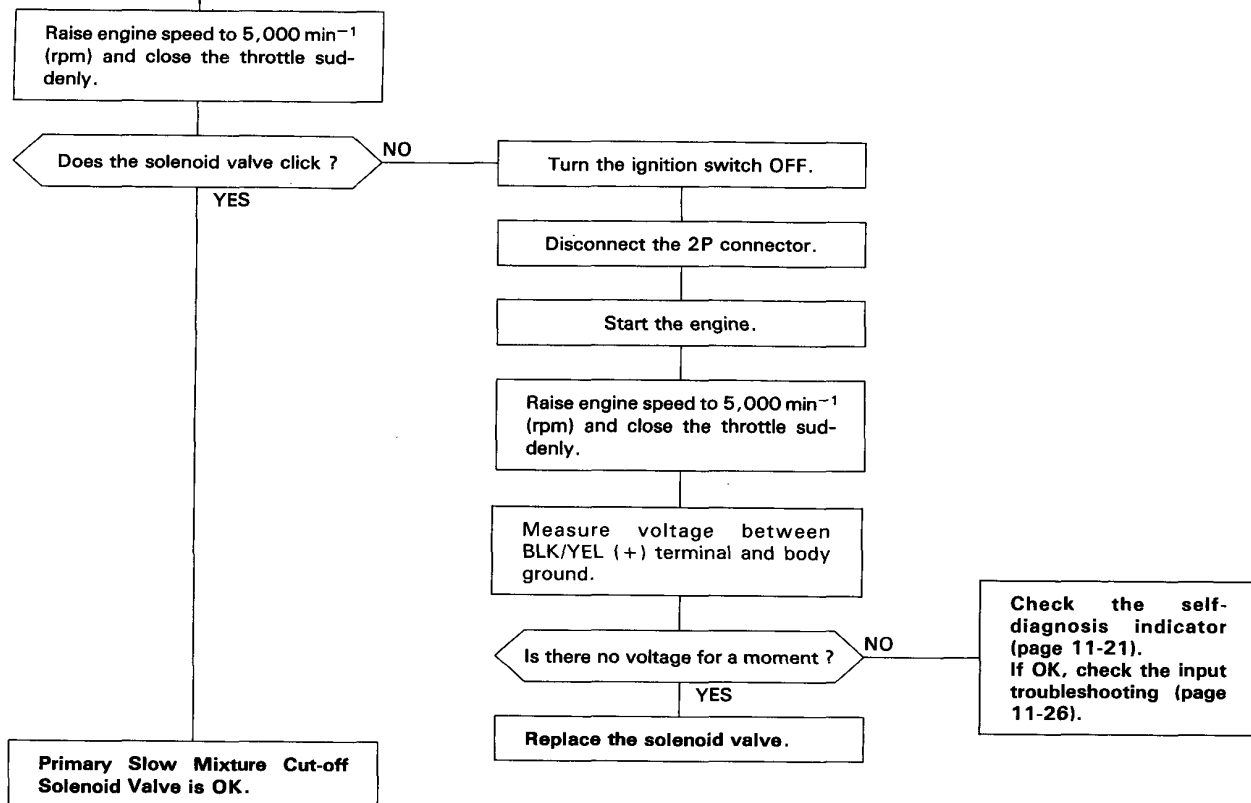 Raise engine speed to 5,000 min⁻¹
(rpm) and close the throttle sud-
denly.
Does the solenoid valve click ?
NO
YES
Turn the ignition switch OFF.
Disconnect the 2P connector.
Start the engine.
Raise engine speed to 5,000 min⁻¹
(rpm) and close the throttle sud-
denly.
Measure voltage between
BLK/YEL (+) terminal and body
ground.
Is there no voltage for a moment ?
NO
YES
Check the self-
diagnosis indicator
(page 11-21).
If OK, check the input
troubleshooting (page
11-26).
Replace the solenoid valve.
Primary Slow Mixture Cut-off
Solenoid Valve is OK.